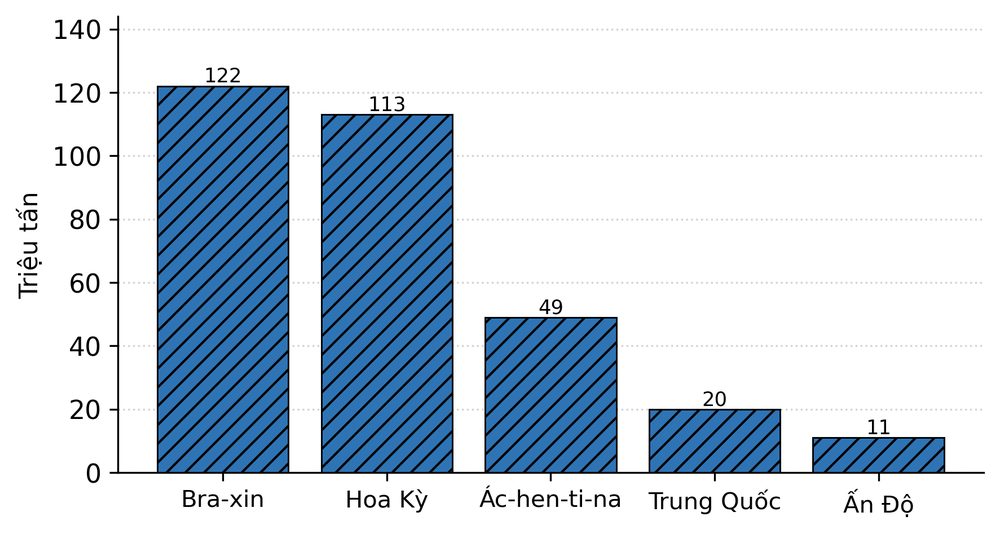 Triệu tấn
140
120
100
80
60
40
20
0
122
113
49
20
11
Bra-xin
Hoa Kỳ
Ác-hen-ti-na
Trung Quốc
Ấn Độ